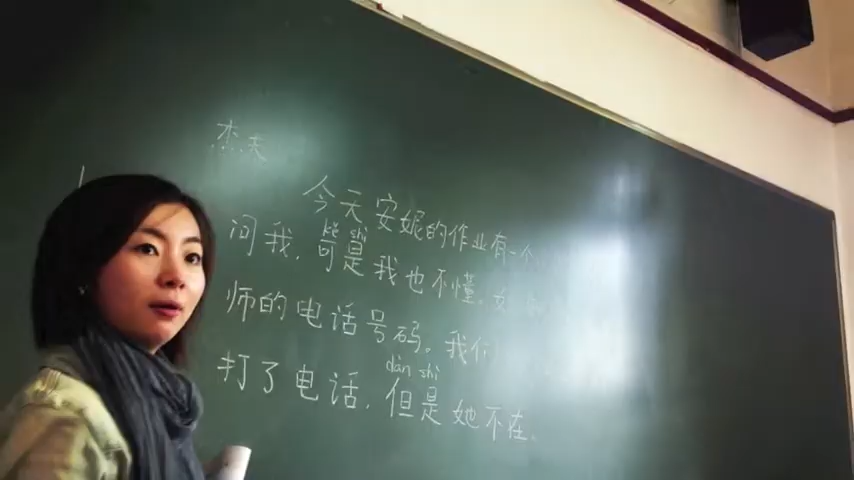 杰夫
今天安妮的作业有一个
kě shì
问我，可是我也不懂。
师的电话号码。我们
dàn shì
打了电话，但是她不在。